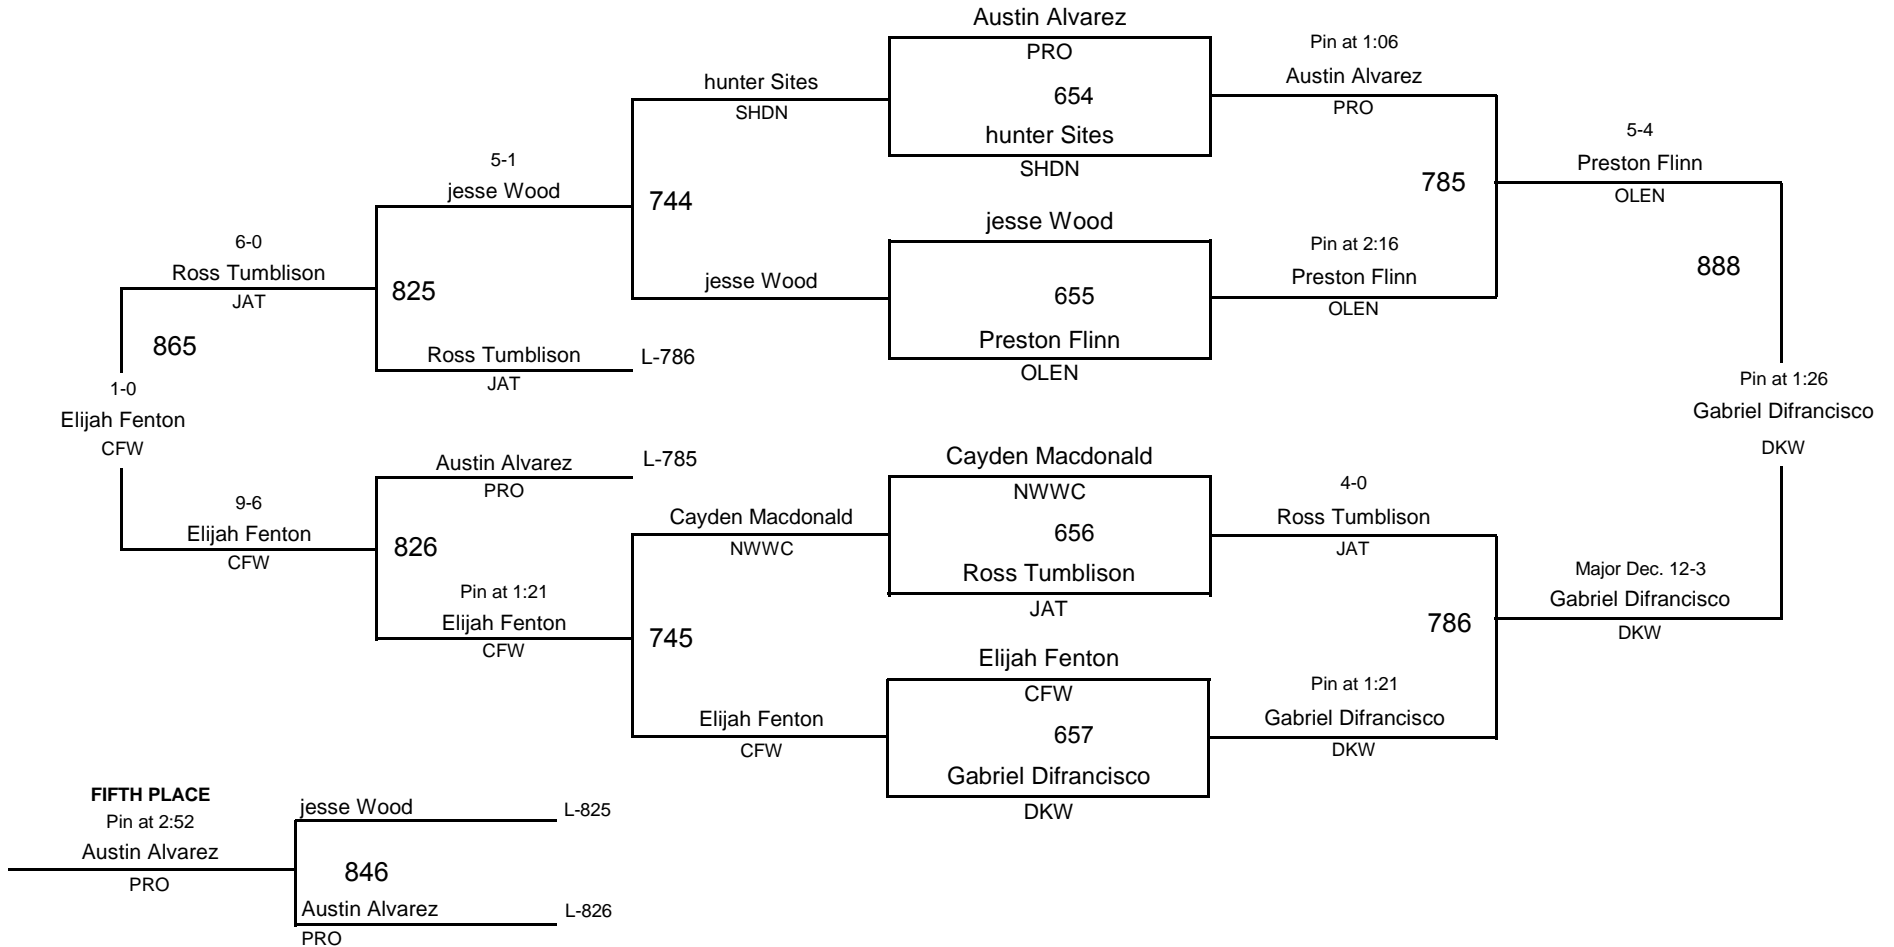 Austin Alvarez
PRO
654
hunter Sites
SHDN
jesse Wood
655
Preston Flinn
OLEN
Cayden Macdonald
NWWC
656
Ross Tumblison
JAT
Elijah Fenton
CFW
657
Gabriel Difrancisco
DKW
Pin at 1:06
Austin Alvarez
PRO
785
Pin at 2:16
Preston Flinn
OLEN
4-0
Ross Tumblison
JAT
786
Pin at 1:21
Gabriel Difrancisco
DKW
5-4
Preston Flinn
OLEN
888
Major Dec. 12-3
Gabriel Difrancisco
DKW
Pin at 1:26
Gabriel Difrancisco
DKW
hunter Sites
SHDN
744
jesse Wood
Cayden Macdonald
NWWC
745
Elijah Fenton
CFW
5-1
jesse Wood
825
Ross Tumblison L-786
JAT
Austin Alvarez L-785
PRO
826
Pin at 1:21
Elijah Fenton
CFW
6-0
Ross Tumblison
JAT
865
9-6
Elijah Fenton
CFW
1-0
Elijah Fenton
CFW
FIFTH PLACE
Pin at 2:52
Austin Alvarez
PRO
jesse Wood L-825
846
Austin Alvarez L-826
PRO